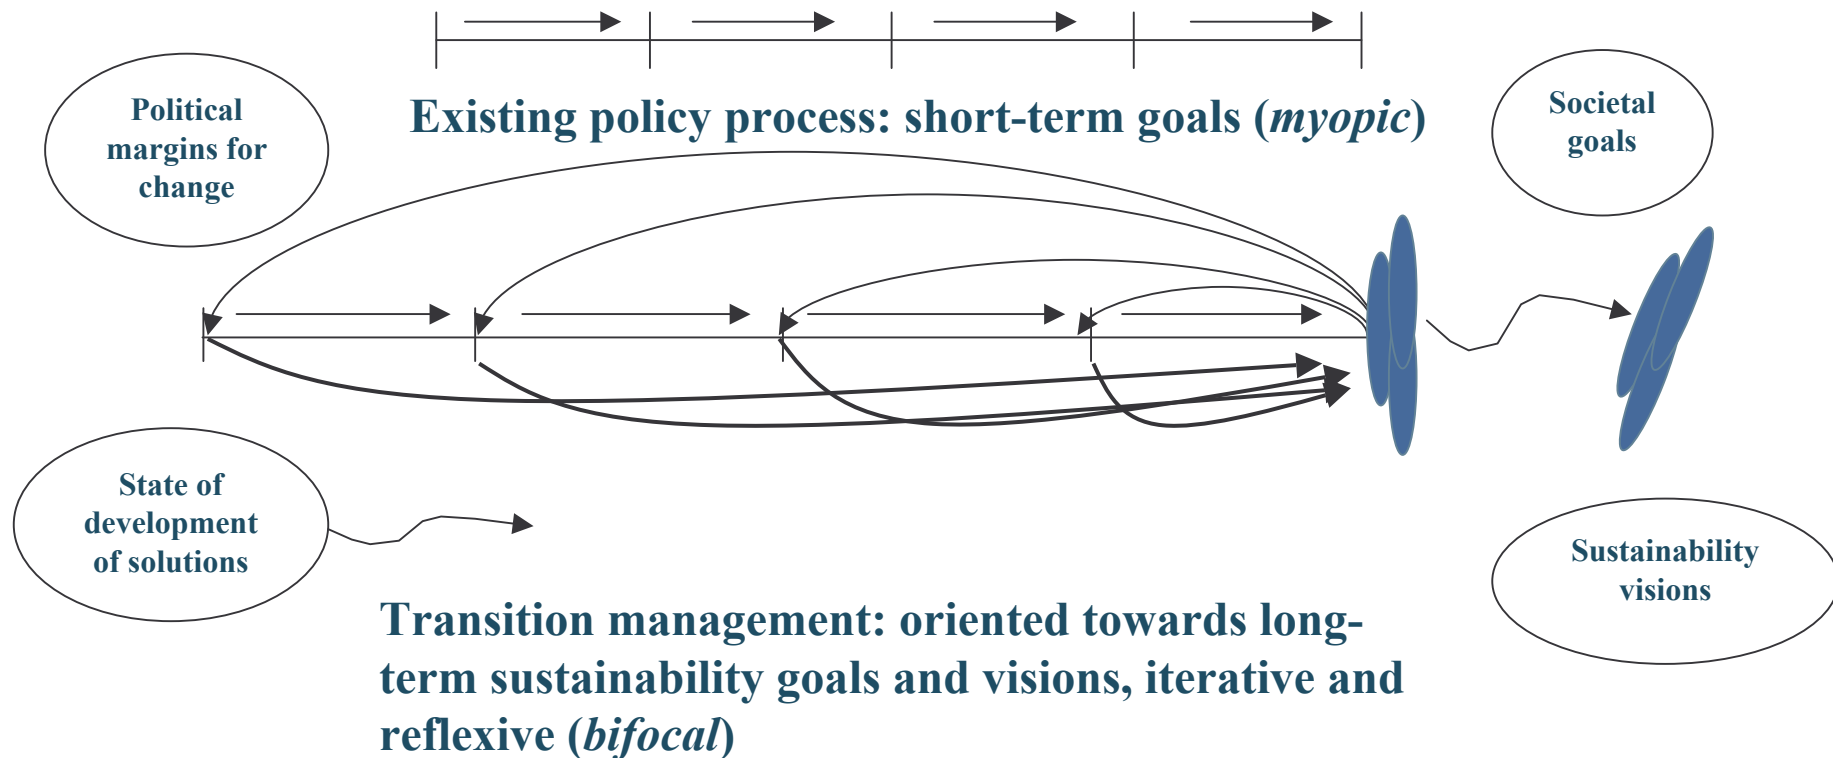 Existing policy process: short-term goals (myopic)
Political
margins for
change
Societal
goals
State of
development
of solutions
Sustainability
visions
Transition management: oriented towards long-
term sustainability goals and visions, iterative and
reflexive (bifocal)